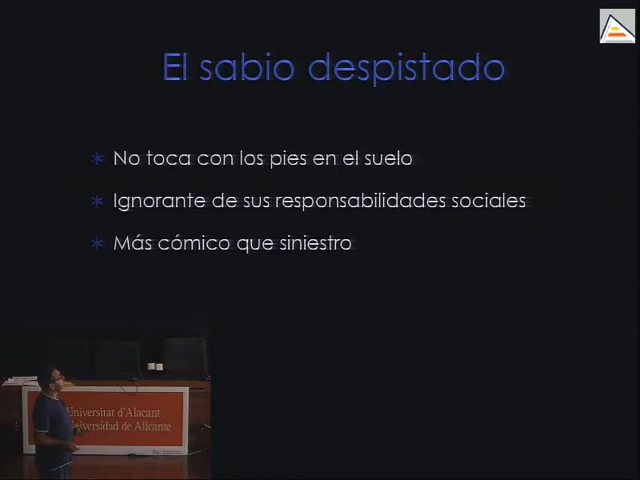 El sabio despistado
* No toca con los pies en el suelo
* Ignorante de sus responsabilidades sociales
* Más cómico que siniestro
Universitat d'Alacant
Universidad de Alicante